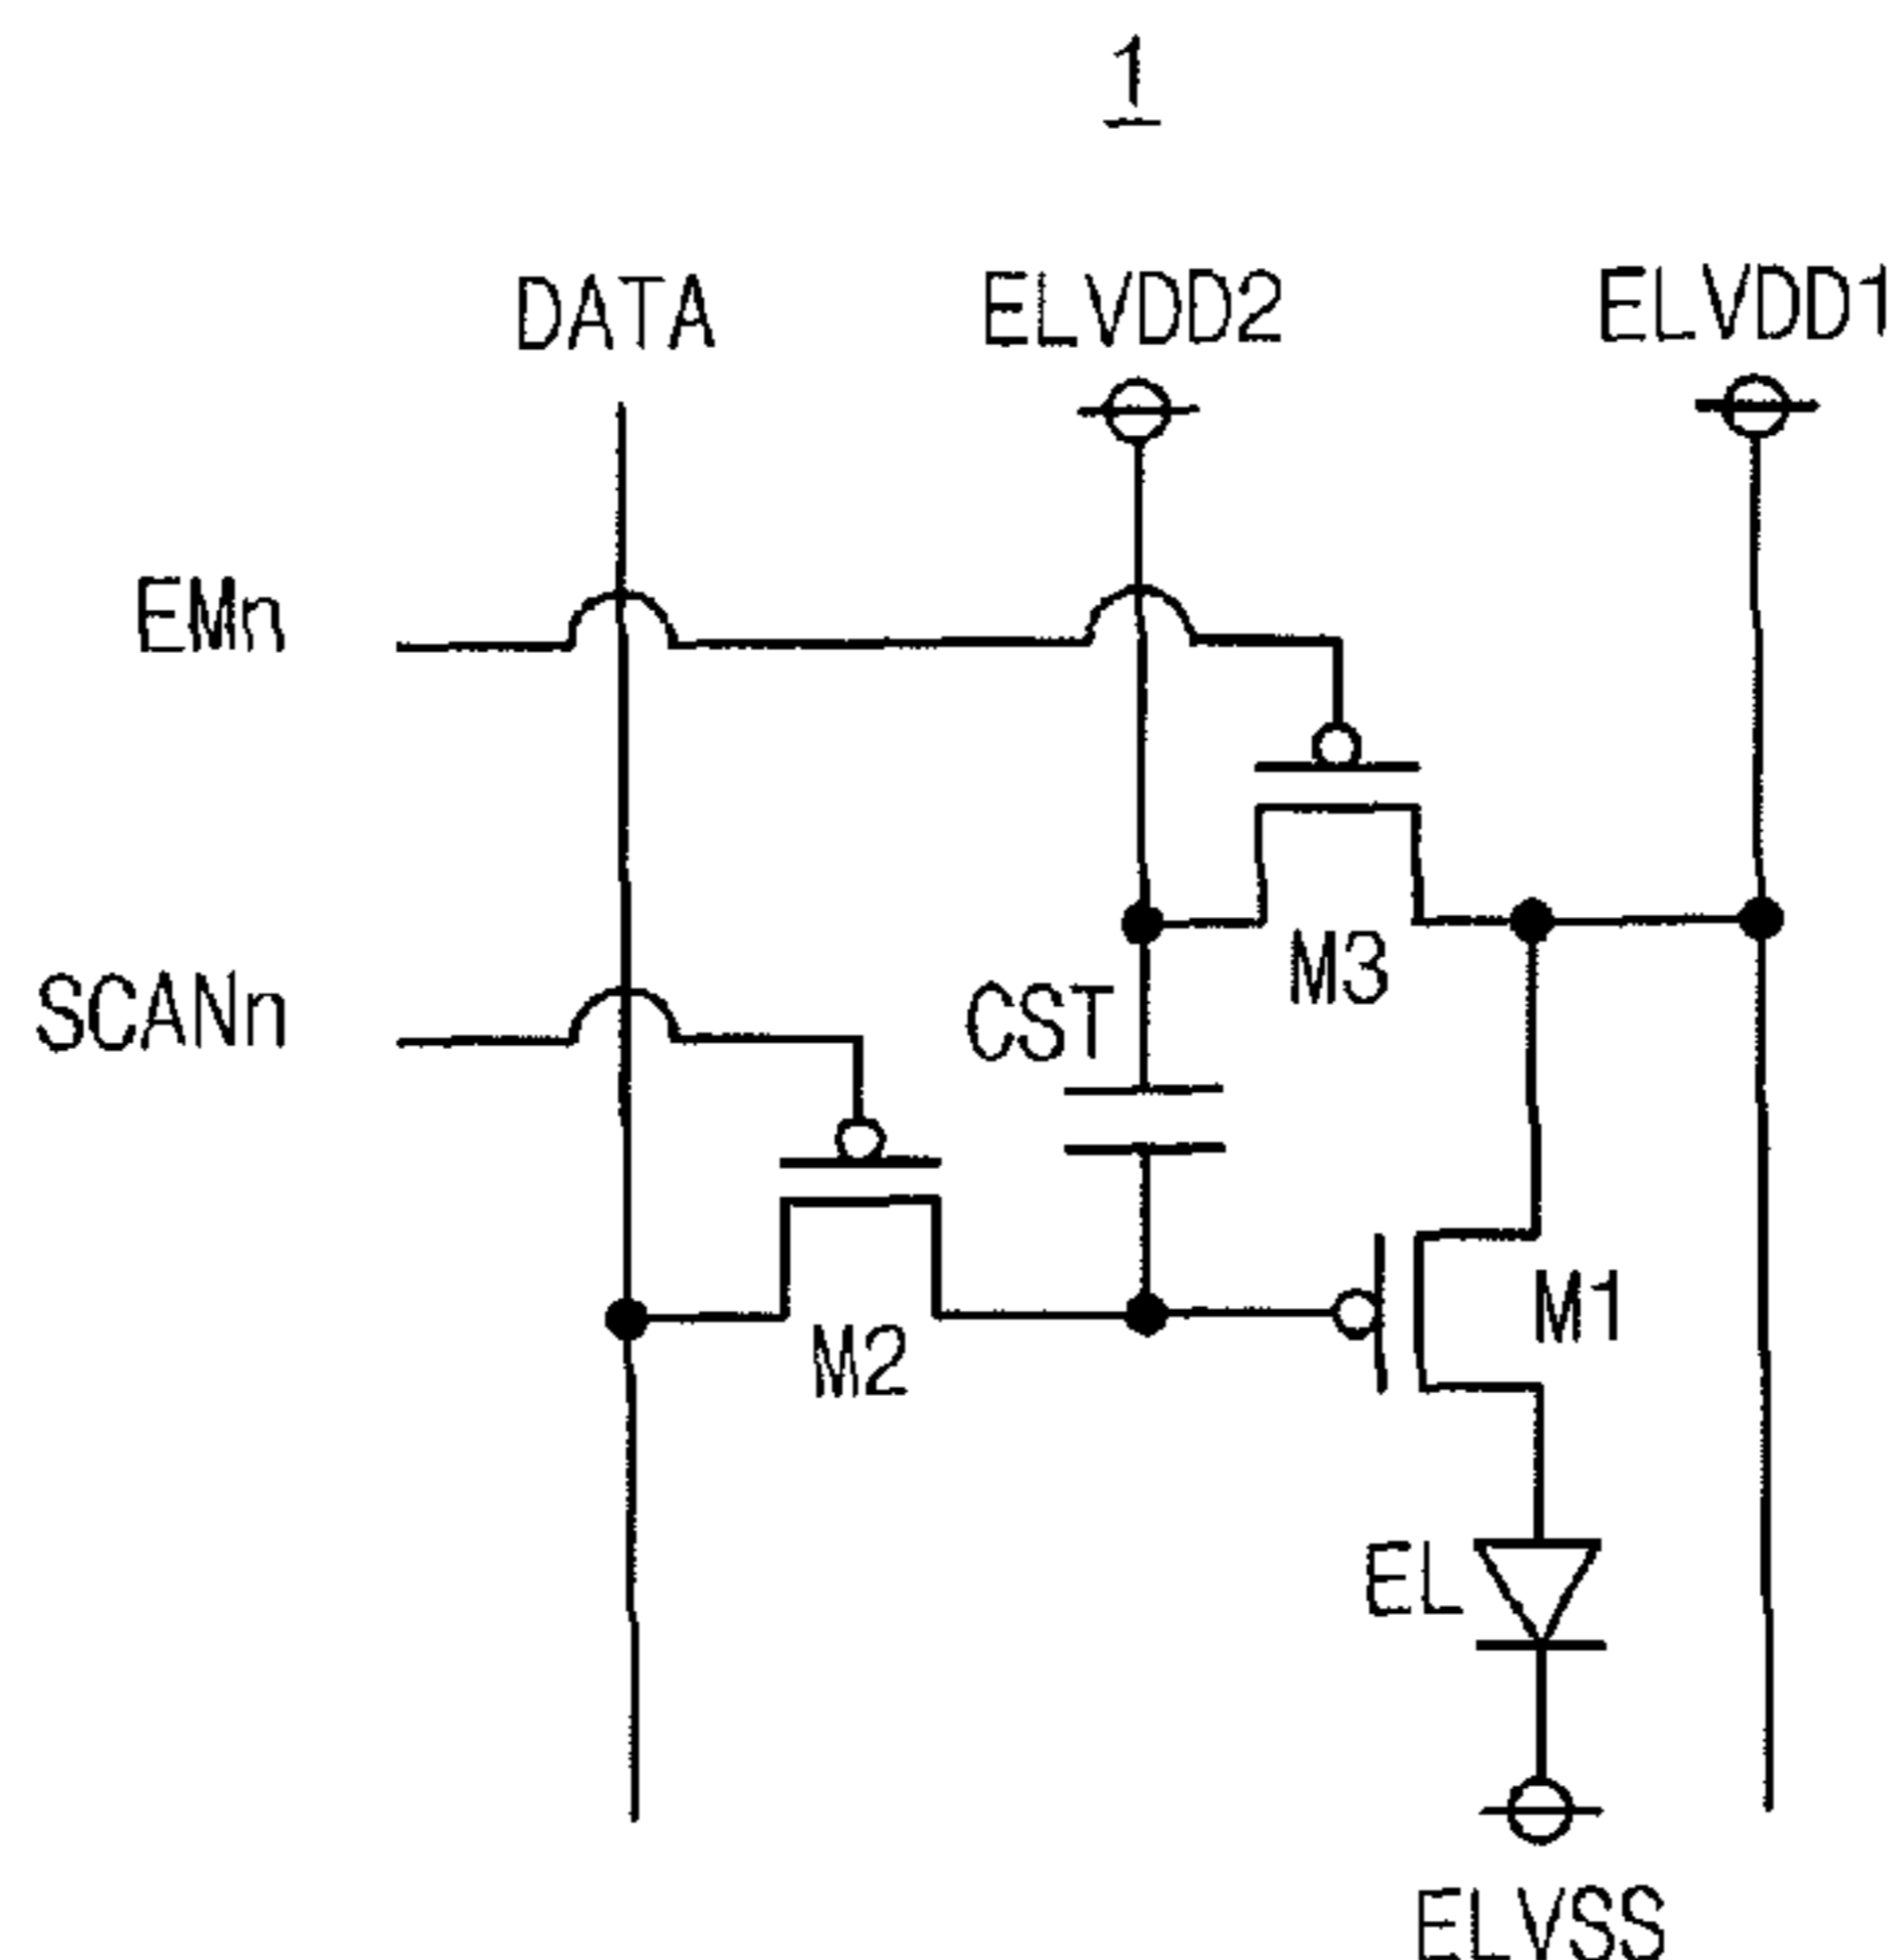 1
DATA
ELVDD2
ELVDD1
EMn
M3
SCANn
CST
M1
M2
EL
ELVSS